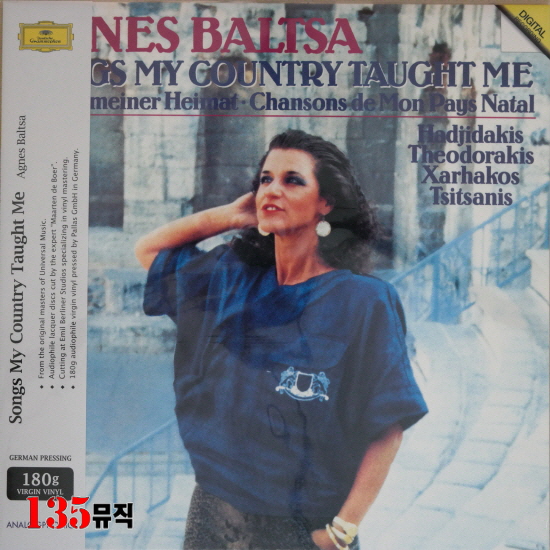 Deutsche Grammophon
DIGITAL
NES BALTSA
GS MY COUNTRY TAUGHT ME
meiner Heimat · Chansons de Mon Pays Natal
Hadjidakis
Theodorakis
Xarhakos
Tsitsanis
Songs My Country Taught Me Agnes Baltsa
• From the original masters of Universal Music.
• Audiophile lacquer discs cut by the expert "Maarten de Boer".
• Cutting at Emil Berliner Studios specializing in vinyl mastering.
• 180g audiophile virgin vinyl pressed by Pallas GmbH in Germany.
GERMAN PRESSING
180g
VIRGIN VINYL
135뮤직